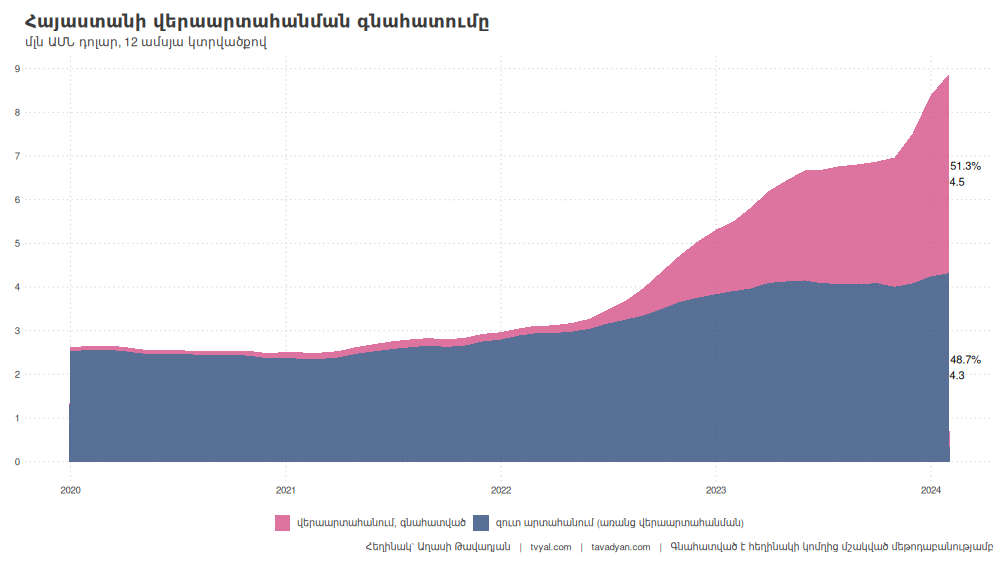 Հայաստանի վերաարտահանման գնահատումը
մլն ԱՄՆ դոլար, 12 ամսյա կտրվածքով
9
8
7
6
5
4
3
2
1
0
51.3%
4.5
48.7%
4.3
2020 2021 2022 2023 2024
վերաարտահանում, գնահատված զուտ արտահանում (առանց վերաարտահանման)
Հեղինակ՝ Աղասի Թավադյան | tvyal.com | tavadyan.com | Գնահատված է հեղինակի կողմից մշակված մեթոդաբանությամբ